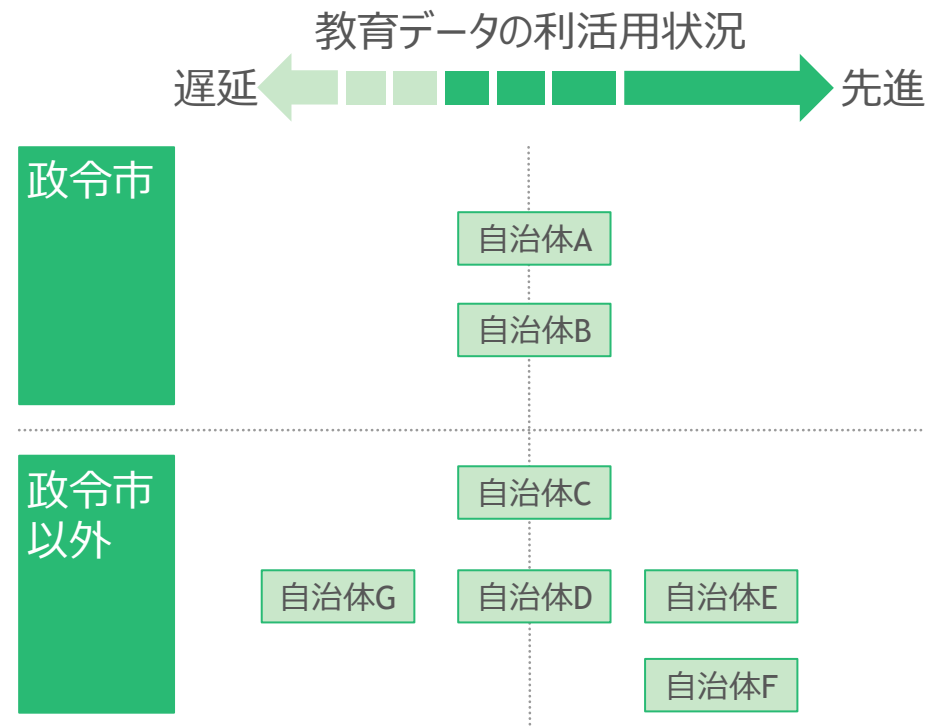 教育データの利活用状況
遅延
先進
政令市
自治体A
自治体B
政令市
以外
自治体C
自治体G
自治体D
自治体E
自治体F